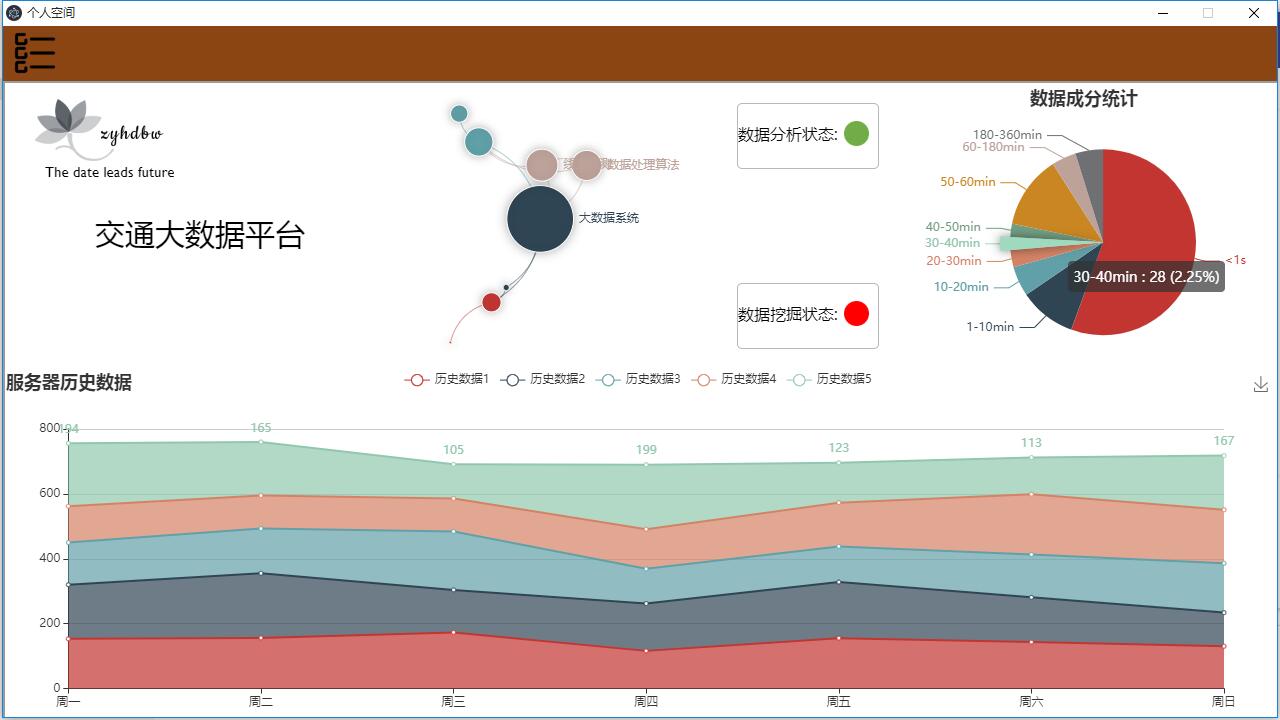 个人空间
zyhdbw
The date leads future
交通大数据平台
数据处理算法
大数据系统
数据分析状态:
数据挖掘状态:
数据成分统计
180-360min
60-180min
50-60min
40-50min
30-40min
20-30min
10-20min
1-10min
<1s
30-40min : 28 (2.25%)
服务器历史数据
历史数据1 历史数据2 历史数据3 历史数据4 历史数据5
800
600
400
200
0
194 165 105 199 123 113 167
周一 周二 周三 周四 周五 周六 周日